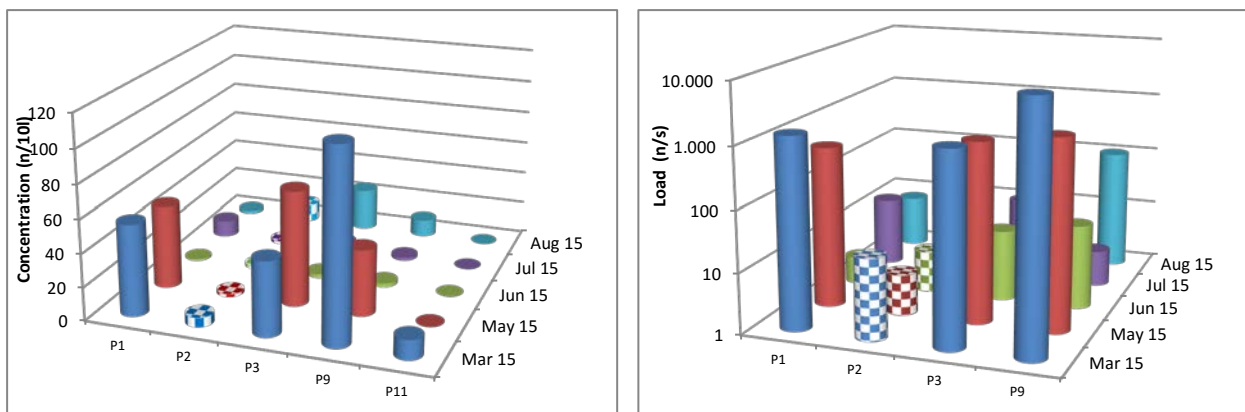 Concentration (n/10l)
120
100
80
60
40
20
0
P1
P2
P3
P9
P11
Mar 15
May 15
Jun 15
Jul 15
Aug 15
Load (n/s)
10.000
1.000
100
10
1
P1
P2
P3
P9
Mar 15
May 15
Jun 15
Jul 15
Aug 15